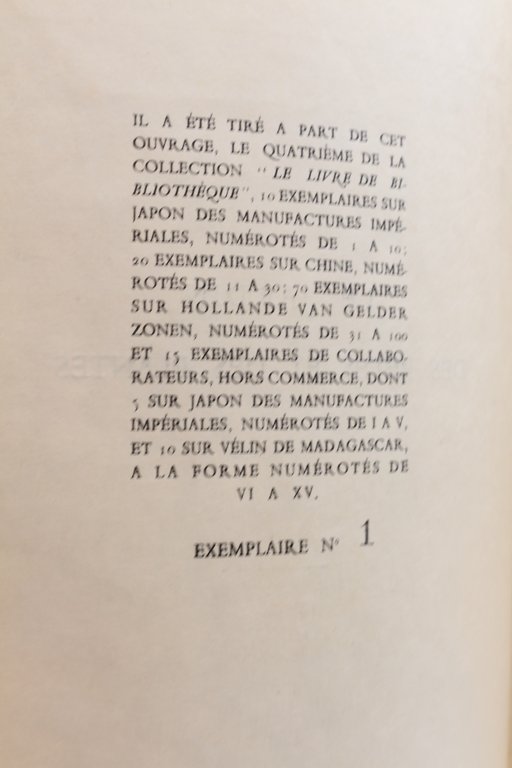 IL A ÉTÉ TIRÉ A PART DE CET
OUVRAGE, LE QUATRIÈME DE LA
COLLECTION "LE LIVRE DE BI-
BLIOTHÈQUE", 10 EXEMPLAIRES SUR
JAPON DES MANUFACTURES IMPÉ-
RIALES, NUMÉROTÉS DE 1 A 10;
20 EXEMPLAIRES SUR CHINE, NUMÉ-
ROTÉS DE 11 A 30; 70 EXEMPLAIRES
SUR HOLLANDE VAN GELDER
ZONEN, NUMÉROTÉS DE 31 A 100
ET 15 EXEMPLAIRES DE COLLABO-
RATEURS, HORS COMMERCE, DONT
5 SUR JAPON DES MANUFACTURES
IMPÉRIALES, NUMÉROTÉS DE I A V,
ET 10 SUR VÉLIN DE MADAGASCAR,
A LA FORME NUMÉROTÉS DE
VI A XV.
EXEMPLAIRE N° 1